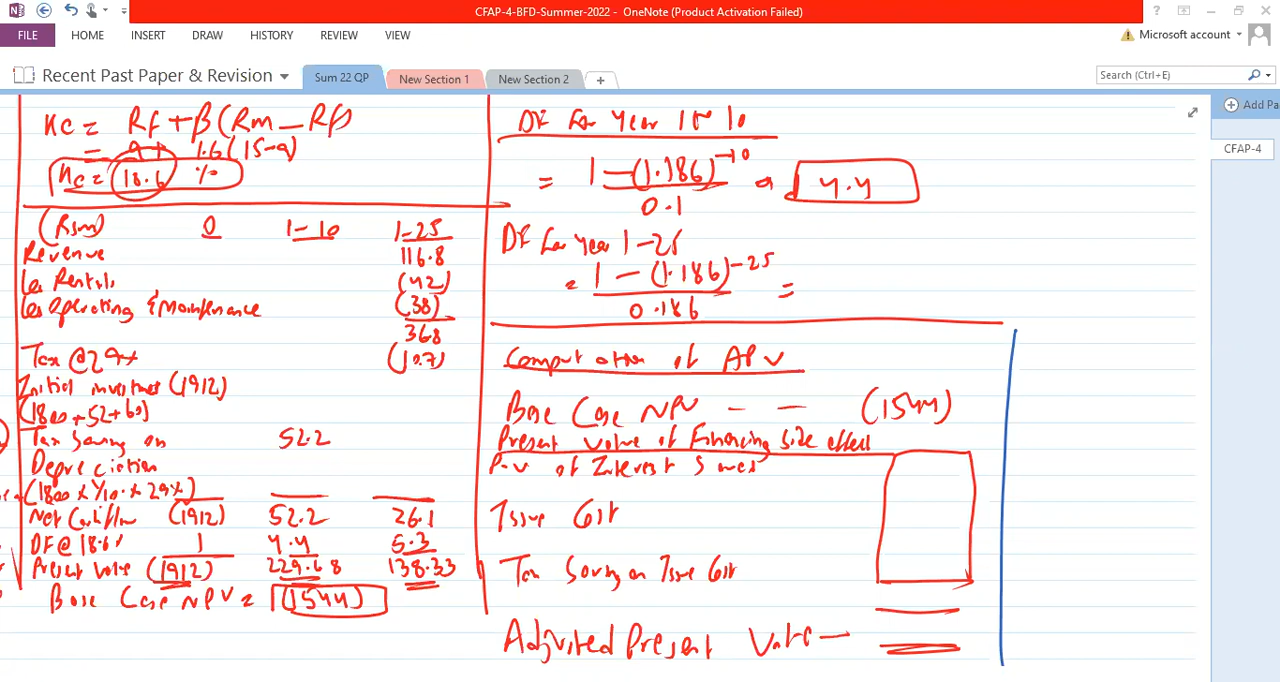 CFAP-4-BFD-Summer-2022 - OneNote (Product Activation Failed)
FILE HOME INSERT DRAW HISTORY REVIEW VIEW
Microsoft account
Recent Past Paper & Revision Sum 22 QP New Section 1 New Section 2
Search (Ctrl+E)
Add Pa
CFAP-4
Ke = Rf + β (Rm - Rf)
= 9 + 1.6 (15-9)
Ke = 18.6 %
(Rsm) 0 1-10 1-25
Revenue 116.8
Les Rentals (42)
Les Operating & Maintenance (38)
36.8
Tax @ 29% (10.7)
Initial investment (1912)
(1800+52+60)
Tax Saving on 52.2
Depreciation
(1800 x 1/10 x 29%)
Net Cashflow (1912) 52.2 26.1
DF @ 18.6% 1 4.4 5.3
Present Value (1912) 229.68 138.33
Base Case NPV = (1544)
DF For Year 1 to 10
= 1 - (1.186)^-10 = 4.4
0.1
DF For Year 1-25
= 1 - (1.186)^-25 =
0.186
Computation of APV
Base Case NPV - - (1544)
Present Value of Financing Side effect
P.V of Interest Saved
Issue Cost
Tax Saving on Issue Cost
Adjusted Present Value -